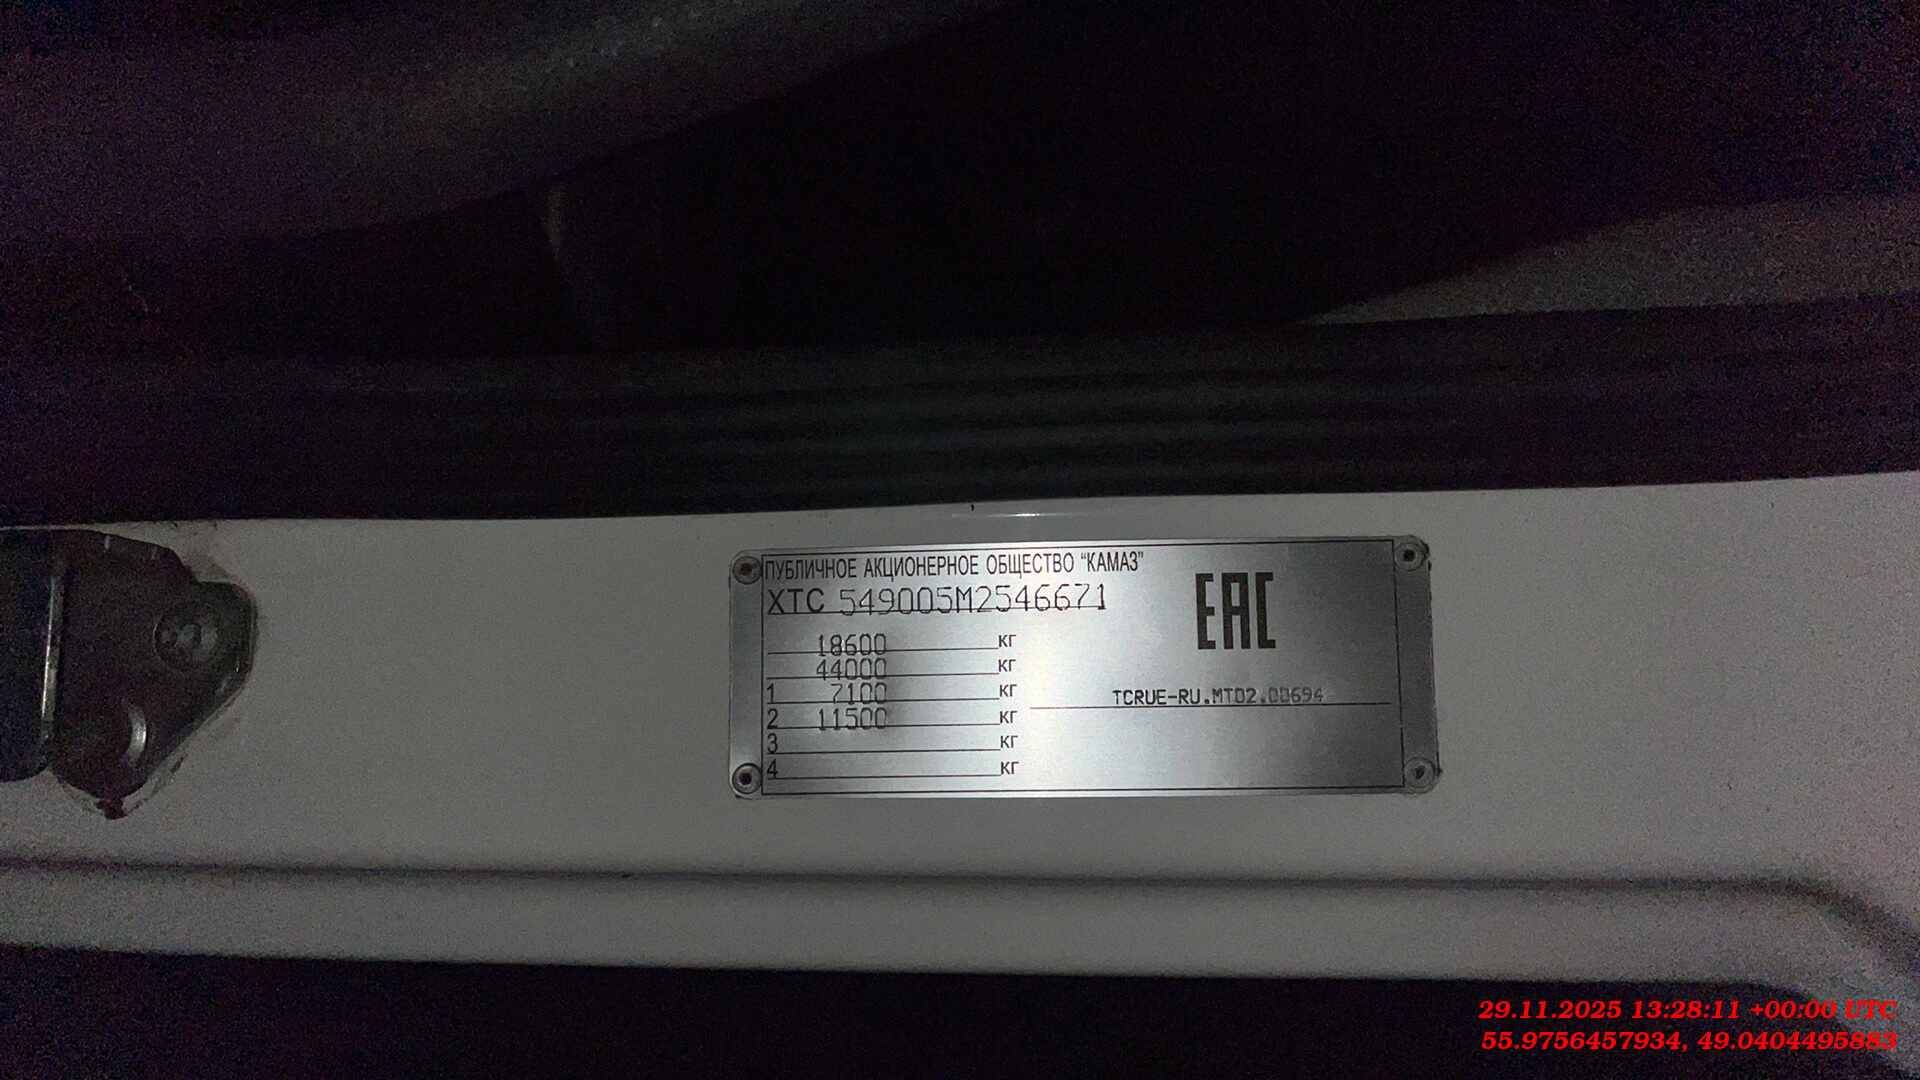 ПУБЛИЧНОЕ АКЦИОНЕРНОЕ ОБЩЕСТВО "КАМАЗ"
XTC 549005M2546671
EAC
18600 КГ
44000 КГ
1 7100 КГ
TCRUE-RU.MT02.00694
2 11500 КГ
3 КГ
4 КГ
29.11.2025 13:28:11 +00:00 UTC
55.9756457934, 49.0404495883